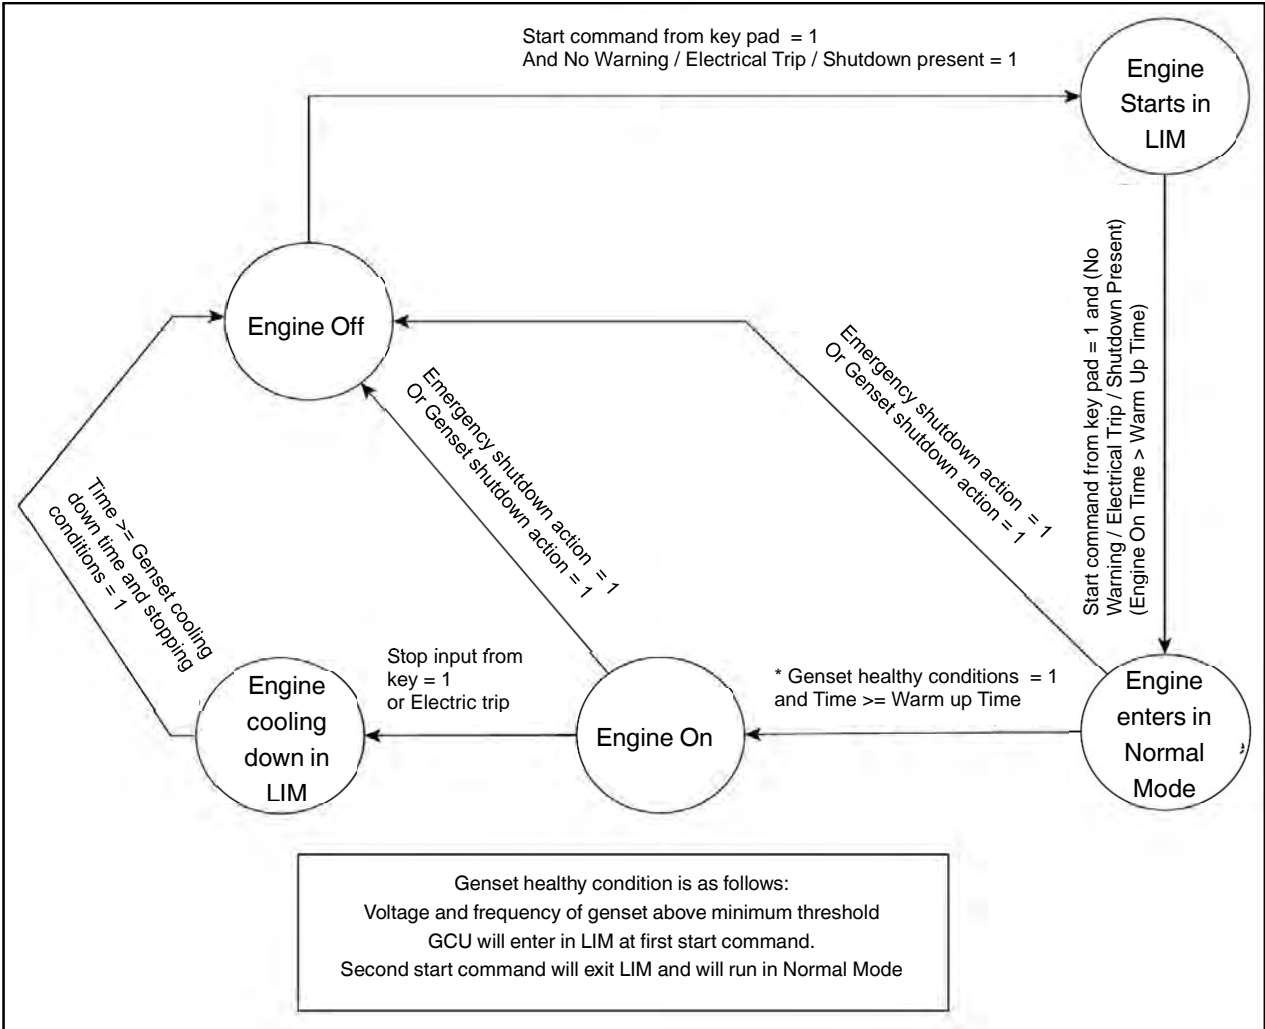 Start command from key pad = 1
And No Warning / Electrical Trip / Shutdown present = 1
Engine
Starts in
LIM
Start command from key pad = 1 and (No
Warning / Electrical Trip / Shutdown Present)
(Engine On Time > Warm Up Time)
Engine Off
Emergency shutdown action = 1
Or Genset shutdown action = 1
Emergency shutdown action = 1
Or Genset shutdown action = 1
Time >= Genset cooling
down time and stopping
conditions = 1
Engine
cooling
down in
LIM
Stop input from
key = 1
or Electric trip
Engine On
* Genset healthy conditions = 1
and Time >= Warm up Time
Engine
enters in
Normal
Mode
Genset healthy condition is as follows:
Voltage and frequency of genset above minimum threshold
GCU will enter in LIM at first start command.
Second start command will exit LIM and will run in Normal Mode